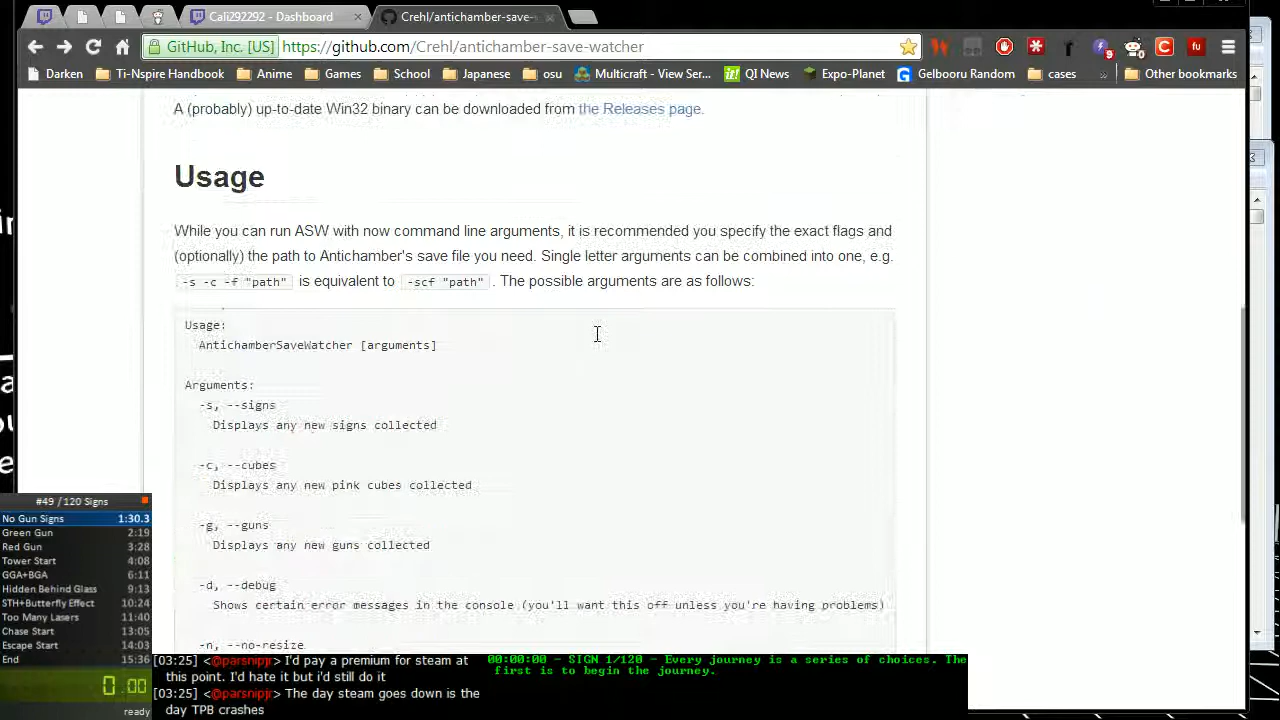 Cali292292 - Dashboard
Crehl/antichamber-save-
GitHub, Inc. [US]
https://github.com/Crehl/antichamber-save-watcher
9
Darken
Ti-Nspire Handbook
Anime
Games
School
Japanese
oa
Multicraft - View Ser...
it!
QI News
Expo-Planet
Gelbooru Random
cases
»
Other bookmarks
A (probably) up-to-date Win32 binary can be downloaded from the Releases page.
Usage
While you can run ASW with now command line arguments, it is recommended you specify the exact flags and
(optionally) the path to Antichamber's save file you need. Single letter arguments can be combined into one, e.g.
-s -c -f "path" is equivalent to -scf "path" . The possible arguments are as follows:
Usage:
AntichamberSaveWatcher [arguments]
Arguments:
-s, --signs
Displays any new signs collected
-c, --cubes
Displays any new pink cubes collected
-g, --guns
Displays any new guns collected
-d, --debug
Shows certain error messages in the console (you'll want this off unless you're having problems)
-n, --no-resize
#49 /120 Signs
No Gun Signs 1:30.3
Green Gun 2:19
Red Gun 3:28
Tower Start 4:08
GGA+BGA 6:11
Hidden Behind Glass 9:13
STH+Butterfly Effect 10:24
Too Many Lasers 11:40
Chase Start 13:05
Escape Start 14:03
End 15:36
0.00
ready
[03:25] <@parsnipjr> I'd pay a premium for steam at
this point. I'd hate it but i'd still do it
[03:25] <@parsnipjr> The day steam goes down is the
day TPB crashes
00:00:00 - SIGN 1/120 - Every journey is a series of choices. The
first is to begin the journey.